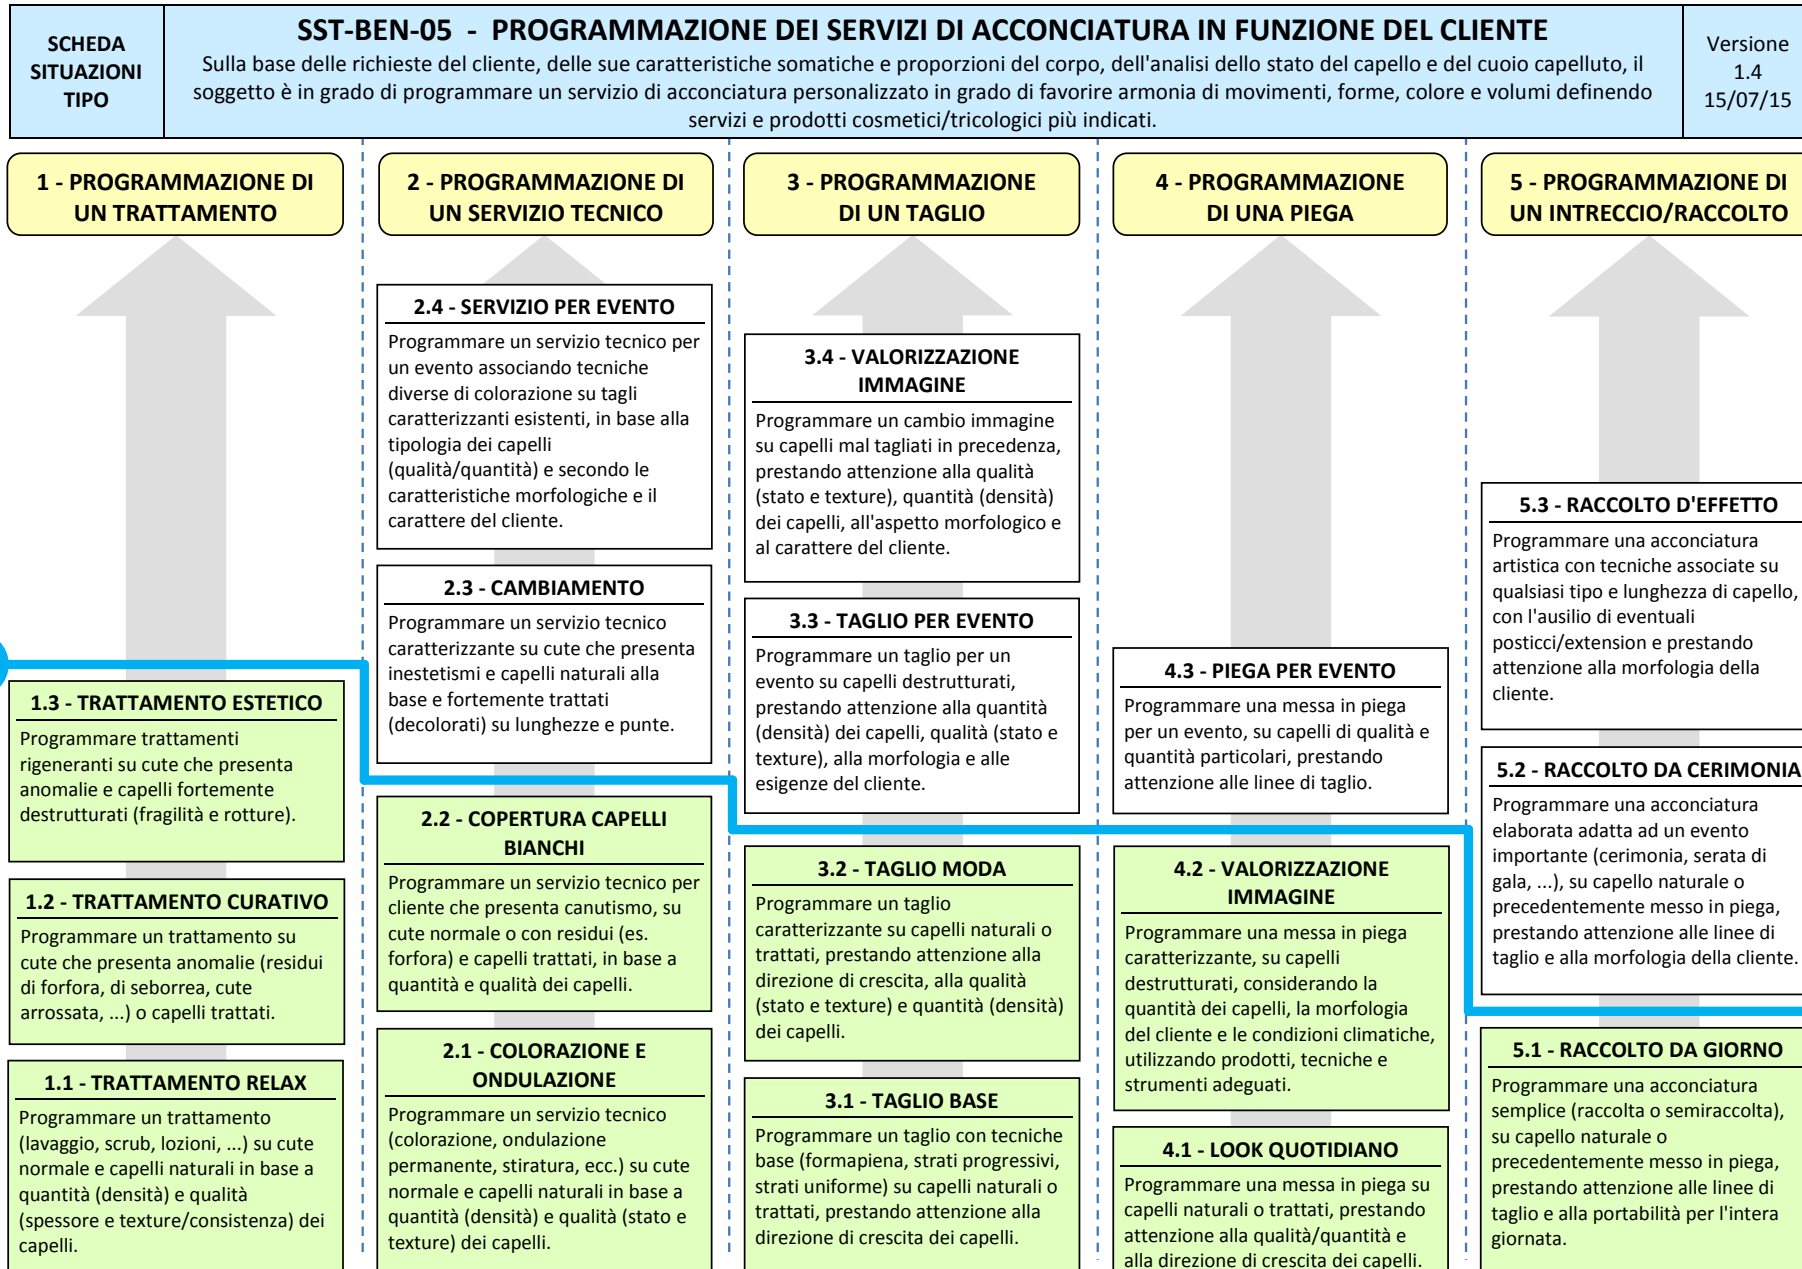 SCHEDA
SITUAZIONI
TIPO
SST-BEN-05 - PROGRAMMAZIONE DEI SERVIZI DI ACCONCIATURA IN FUNZIONE DEL CLIENTE
Sulla base delle richieste del cliente, delle sue caratteristiche somatiche e proporzioni del corpo, dell'analisi dello stato del capello e del cuoio capelluto, il
soggetto è in grado di programmare un servizio di acconciatura personalizzato in grado di favorire armonia di movimenti, forme, colore e volumi definendo
servizi e prodotti cosmetici/tricologici più indicati.
Versione
1.4
15/07/15
1 - PROGRAMMAZIONE DI
UN TRATTAMENTO
1.3 - TRATTAMENTO ESTETICO
Programmare trattamenti
rigeneranti su cute che presenta
anomalie e capelli fortemente
destrutturati (fragilità e rotture).
1.2 - TRATTAMENTO CURATIVO
Programmare un trattamento su
cute che presenta anomalie (residui
di forfora, di seborrea, cute
arrossata, ...) o capelli trattati.
1.1 - TRATTAMENTO RELAX
Programmare un trattamento
(lavaggio, scrub, lozioni, ...) su cute
normale e capelli naturali in base a
quantità (densità) e qualità
(spessore e texture/consistenza) dei
capelli.
2 - PROGRAMMAZIONE DI
UN SERVIZIO TECNICO
2.4 - SERVIZIO PER EVENTO
Programmare un servizio tecnico per
un evento associando tecniche
diverse di colorazione su tagli
caratterizzanti esistenti, in base alla
tipologia dei capelli
(qualità/quantità) e secondo le
caratteristiche morfologiche e il
carattere del cliente.
2.3 - CAMBIAMENTO
Programmare un servizio tecnico
caratterizzante su cute che presenta
inestetismi e capelli naturali alla
base e fortemente trattati
(decolorati) su lunghezze e punte.
2.2 - COPERTURA CAPELLI
BIANCHI
Programmare un servizio tecnico per
cliente che presenta canutismo, su
cute normale o con residui (es.
forfora) e capelli trattati, in base a
quantità e qualità dei capelli.
2.1 - COLORAZIONE E
ONDULAZIONE
Programmare un servizio tecnico
(colorazione, ondulazione
permanente, stiratura, ecc.) su cute
normale e capelli naturali in base a
quantità (densità) e qualità (stato e
texture) dei capelli.
3 - PROGRAMMAZIONE
DI UN TAGLIO
3.4 - VALORIZZAZIONE
IMMAGINE
Programmare un cambio immagine
su capelli mal tagliati in precedenza,
prestando attenzione alla qualità
(stato e texture), quantità (densità)
dei capelli, all'aspetto morfologico e
al carattere del cliente.
3.3 - TAGLIO PER EVENTO
Programmare un taglio per un
evento su capelli destrutturati,
prestando attenzione alla quantità
(densità) dei capelli, qualità (stato e
texture), alla morfologia e alle
esigenze del cliente.
3.2 - TAGLIO MODA
Programmare un taglio
caratterizzante su capelli naturali o
trattati, prestando attenzione alla
direzione di crescita, alla qualità
(stato e texture) e quantità (densità)
dei capelli.
3.1 - TAGLIO BASE
Programmare un taglio con tecniche
base (formapiena, strati progressivi,
strati uniforme) su capelli naturali o
trattati, prestando attenzione alla
direzione di crescita dei capelli.
4 - PROGRAMMAZIONE
DI UNA PIEGA
4.3 - PIEGA PER EVENTO
Programmare una messa in piega
per un evento, su capelli di qualità e
quantità particolari, prestando
attenzione alle linee di taglio.
4.2 - VALORIZZAZIONE
IMMAGINE
Programmare una messa in piega
caratterizzante, su capelli
destrutturati, considerando la
quantità dei capelli, la morfologia
del cliente e le condizioni climatiche,
utilizzando prodotti, tecniche e
strumenti adeguati.
4.1 - LOOK QUOTIDIANO
Programmare una messa in piega su
capelli naturali o trattati, prestando
attenzione alla qualità/quantità e
alla direzione di crescita dei capelli.
5 - PROGRAMMAZIONE DI
UN INTRECCIO/RACCOLTO
5.3 - RACCOLTO D'EFFETTO
Programmare una acconciatura
artistica con tecniche associate su
qualsiasi tipo e lunghezza di capello,
con l'ausilio di eventuali
posticci/extension e prestando
attenzione alla morfologia della
cliente.
5.2 - RACCOLTO DA CERIMONIA
Programmare una acconciatura
elaborata adatta ad un evento
importante (cerimonia, serata di
gala, ...), su capello naturale o
precedentemente messo in piega,
prestando attenzione alle linee di
taglio e alla morfologia della cliente.
5.1 - RACCOLTO DA GIORNO
Programmare una acconciatura
semplice (raccolta o semiraccolta),
su capello naturale o
precedentemente messo in piega,
prestando attenzione alle linee di
taglio e alla portabilità per l'intera
giornata.